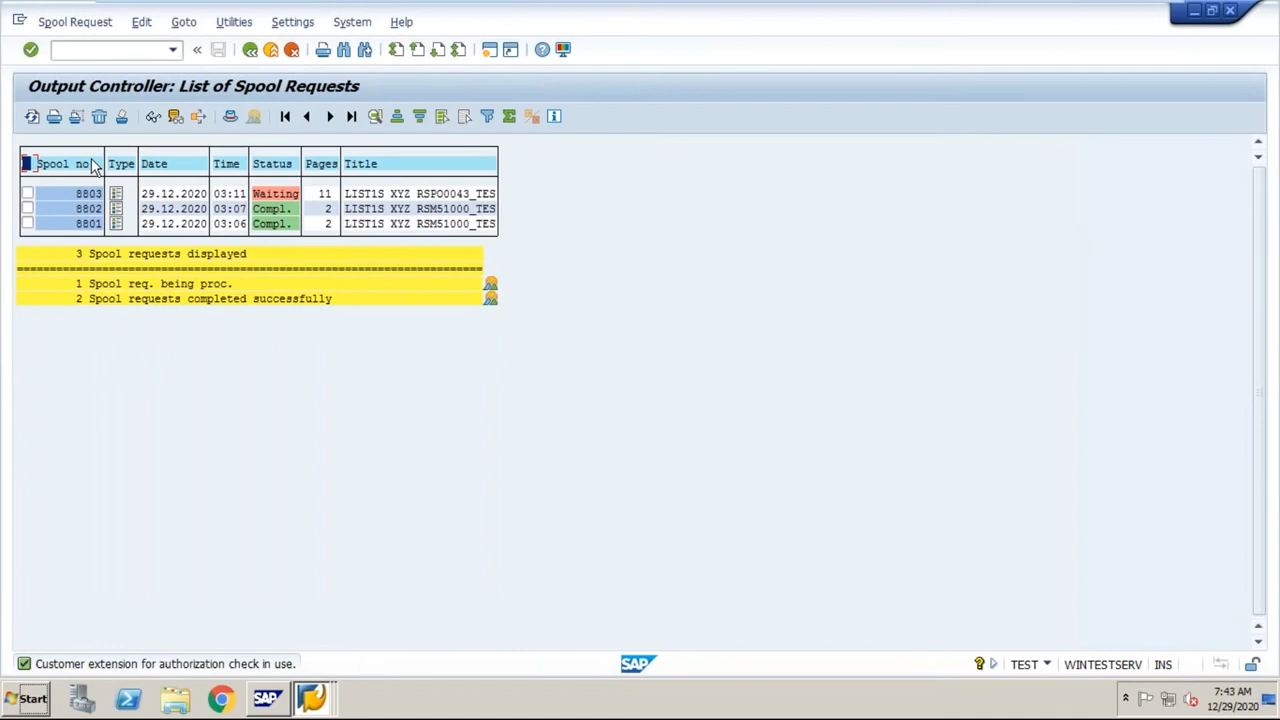 Spool Request Edit Goto Utilities Settings System Help
Output Controller: List of Spool Requests
Spool no. Type Date Time Status Pages Title
8803 29.12.2020 03:11 Waiting 11 LIST1S XYZ RSPO0043_TES
8802 29.12.2020 03:07 Compl. 2 LIST1S XYZ RSM51000_TES
8801 29.12.2020 03:06 Compl. 2 LIST1S XYZ RSM51000_TES
3 Spool requests displayed
==========================================================================
1 Spool req. being proc.
2 Spool requests completed successfully
Customer extension for authorization check in use. SAP TEST WINTESTSERV INS
Start SAP 7:43 AM
12/29/2020